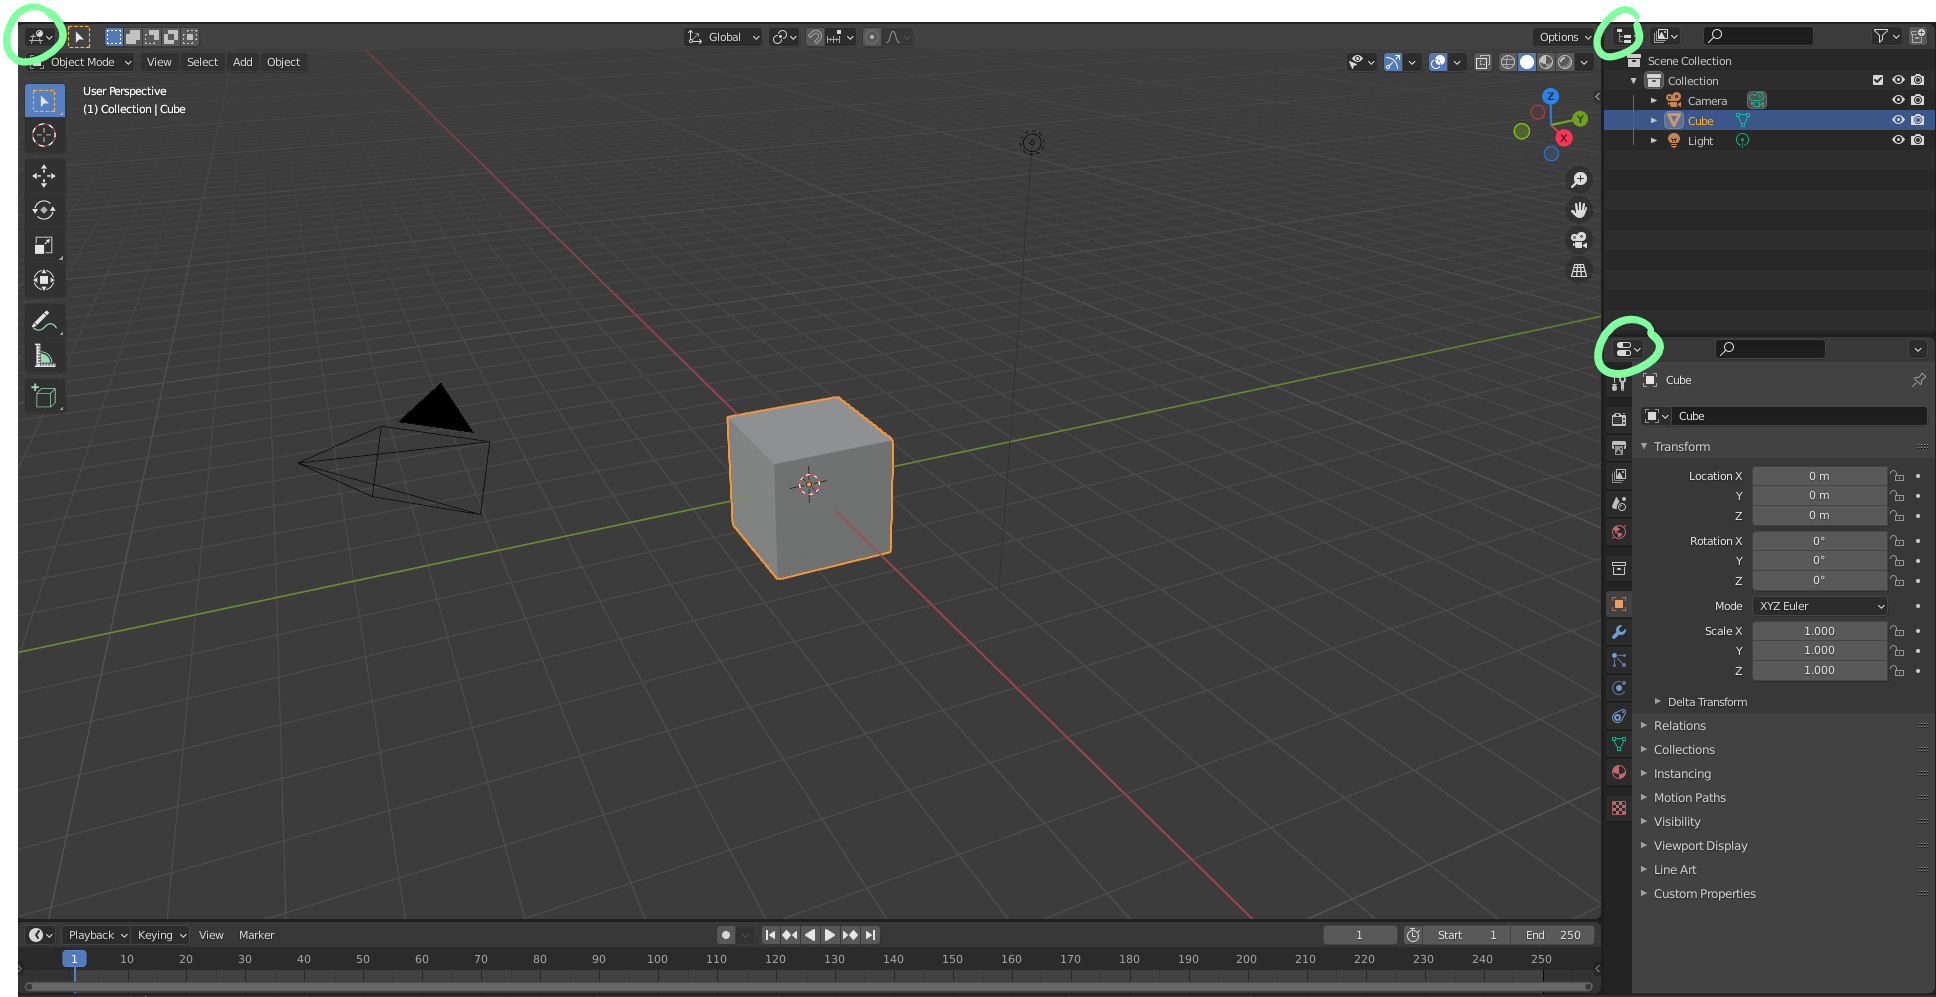 Global
Options
Object Mode View Select Add Object
User Perspective
(1) Collection | Cube
Z
Y
X
Scene Collection
Collection
Camera
Cube
Light
Cube
Cube
Transform
Location X 0 m
Y 0 m
Z 0 m
Rotation X 0°
Y 0°
Z 0°
Mode XYZ Euler
Scale X 1.000
Y 1.000
Z 1.000
Delta Transform
Relations
Collections
Instancing
Motion Paths
Visibility
Viewport Display
Line Art
Custom Properties
Playback Keying View Marker 1 Start 1 End 250
1 10 20 30 40 50 60 70 80 90 100 110 120 130 140 150 160 170 180 190 200 210 220 230 240 250